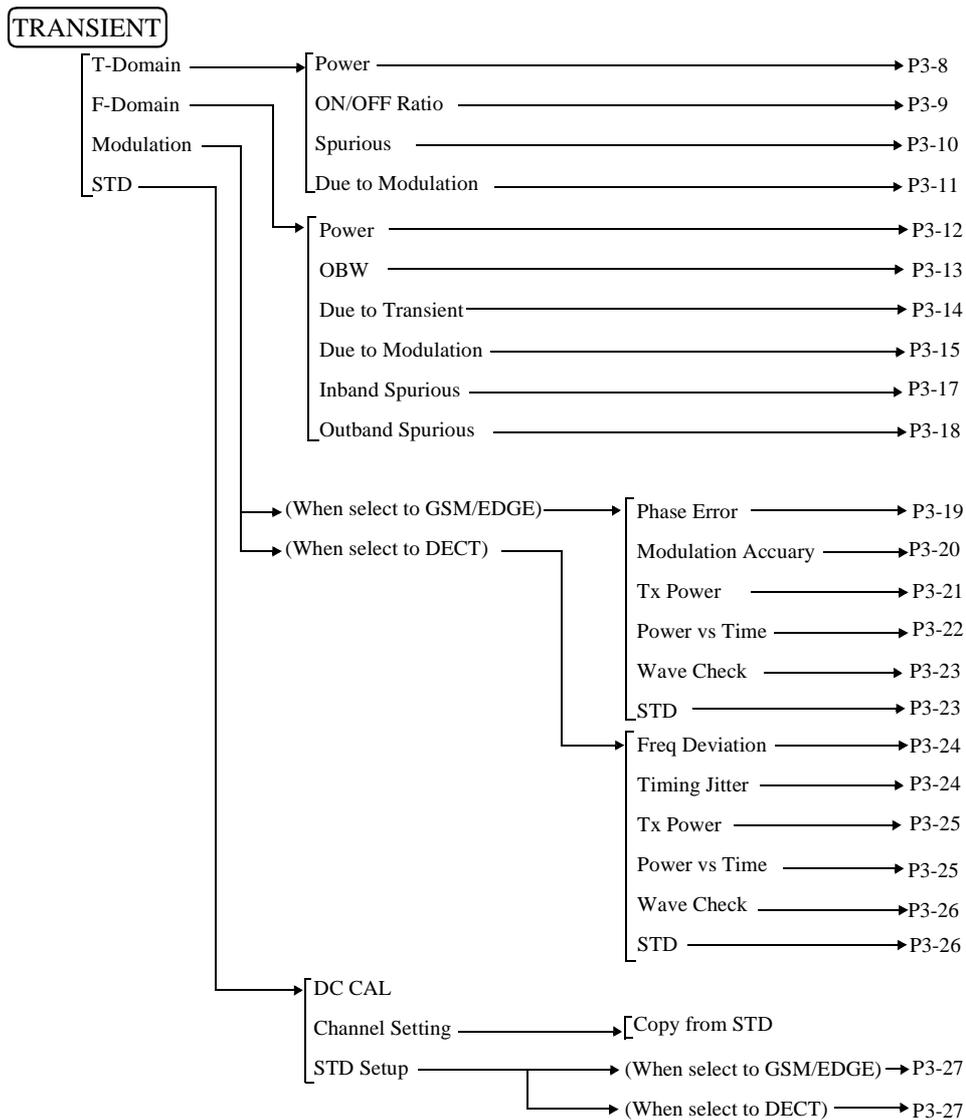 TRANSIENT
T-Domain
F-Domain
Modulation
STD
Power P3-8
ON/OFF Ratio P3-9
Spurious P3-10
Due to Modulation P3-11
Power P3-12
OBW P3-13
Due to Transient P3-14
Due to Modulation P3-15
Inband Spurious P3-17
Outband Spurious P3-18
(When select to GSM/EDGE)
(When select to DECT)
Phase Error P3-19
Modulation Accuary P3-20
Tx Power P3-21
Power vs Time P3-22
Wave Check P3-23
STD P3-23
Freq Deviation P3-24
Timing Jitter P3-24
Tx Power P3-25
Power vs Time P3-25
Wave Check P3-26
STD P3-26
DC CAL
Channel Setting Copy from STD
STD Setup (When select to GSM/EDGE) P3-27
(When select to DECT) P3-27